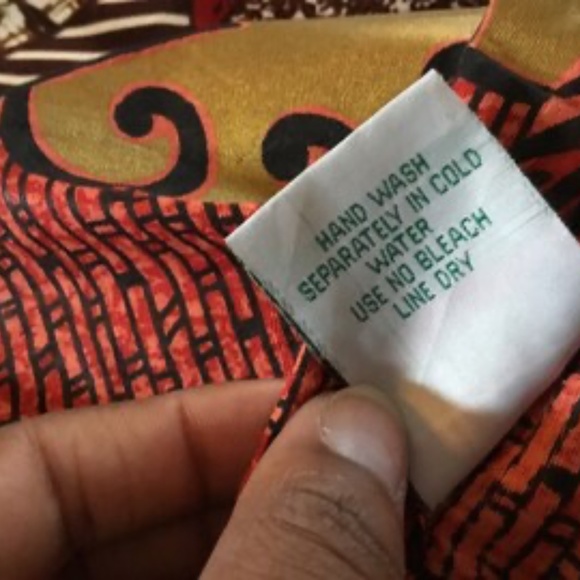 HAND WASH
SEPARATELY IN COLD
WATER
USE NO BLEACH
LINE DRY